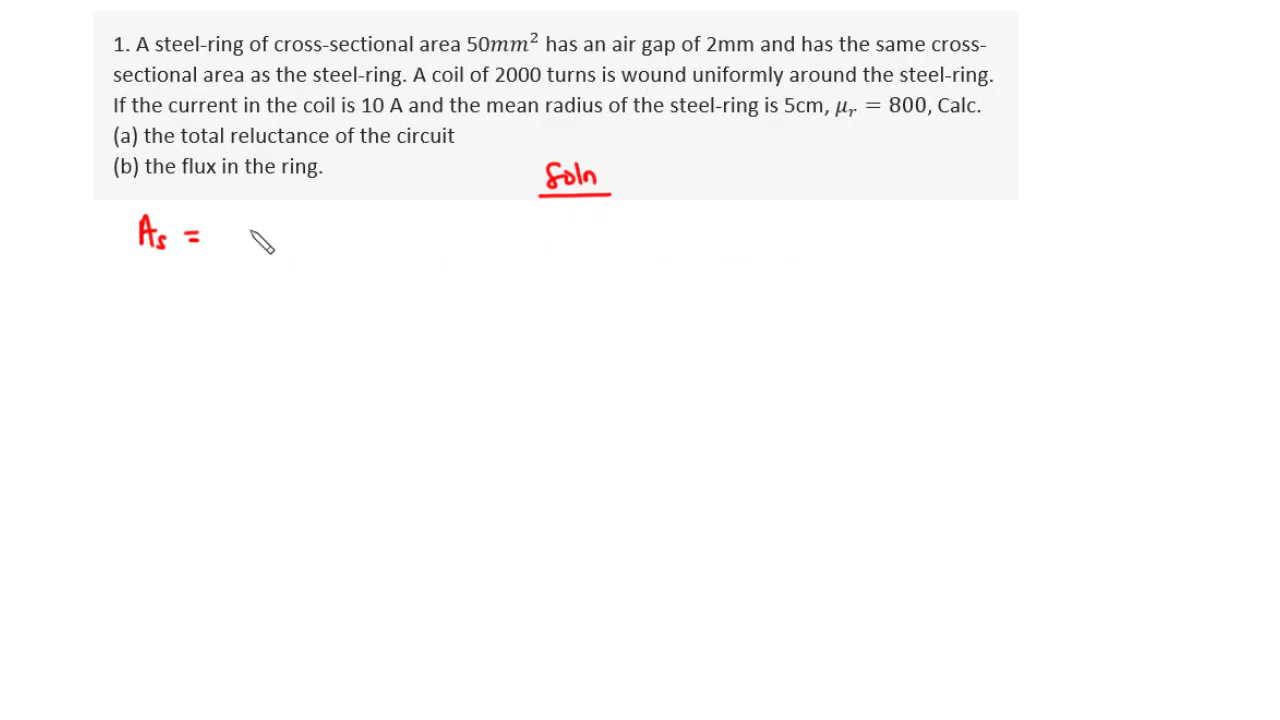 1. A steel-ring of cross-sectional area 50𝑚𝑚² has an air gap of 2mm and has the same cross-
sectional area as the steel-ring. A coil of 2000 turns is wound uniformly around the steel-ring.
If the current in the coil is 10 A and the mean radius of the steel-ring is 5cm, 𝜇ᵣ = 800, Calc.
(a) the total reluctance of the circuit
(b) the flux in the ring.
Soln
As =